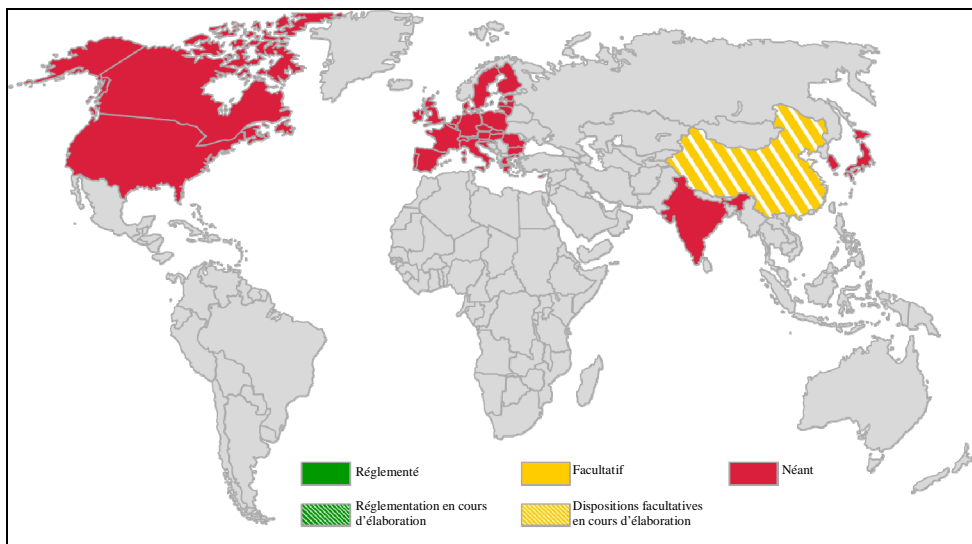 Réglementé
Facultatif
Néant
Réglementation en cours
d’élaboration
Dispositions facultatives
en cours d’élaboration